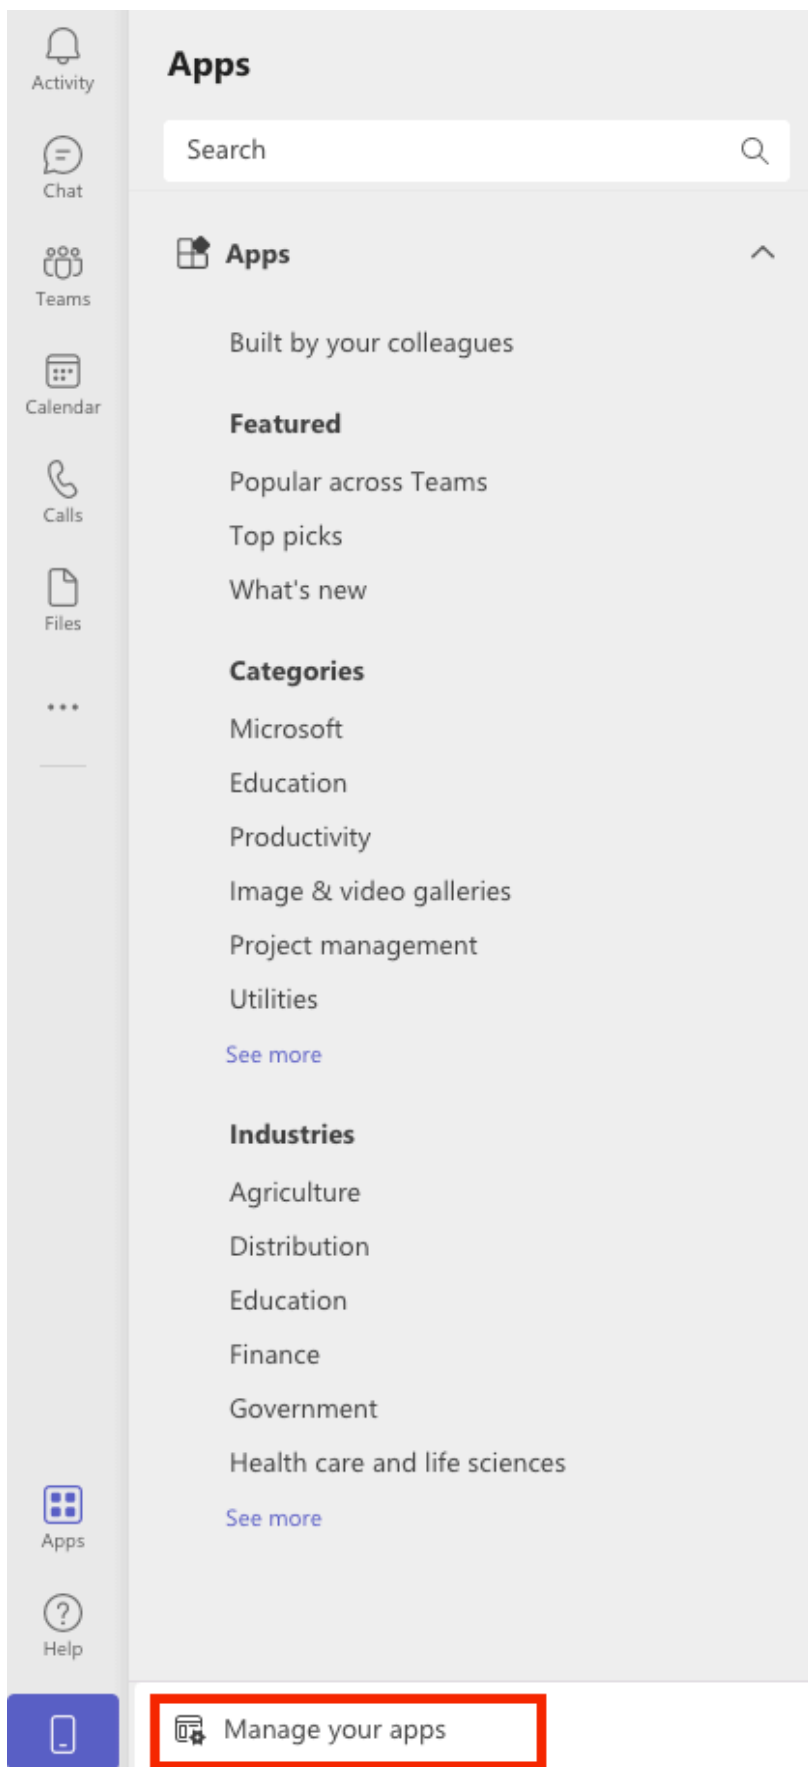 Activity
Chat
Teams
Calendar
Calls
Files
Apps
Help
Apps
Search
Apps
Built by your colleagues
Featured
Popular across Teams
Top picks
What's new
Categories
Microsoft
Education
Productivity
Image & video galleries
Project management
Utilities
See more
Industries
Agriculture
Distribution
Education
Finance
Government
Health care and life sciences
See more
Manage your apps